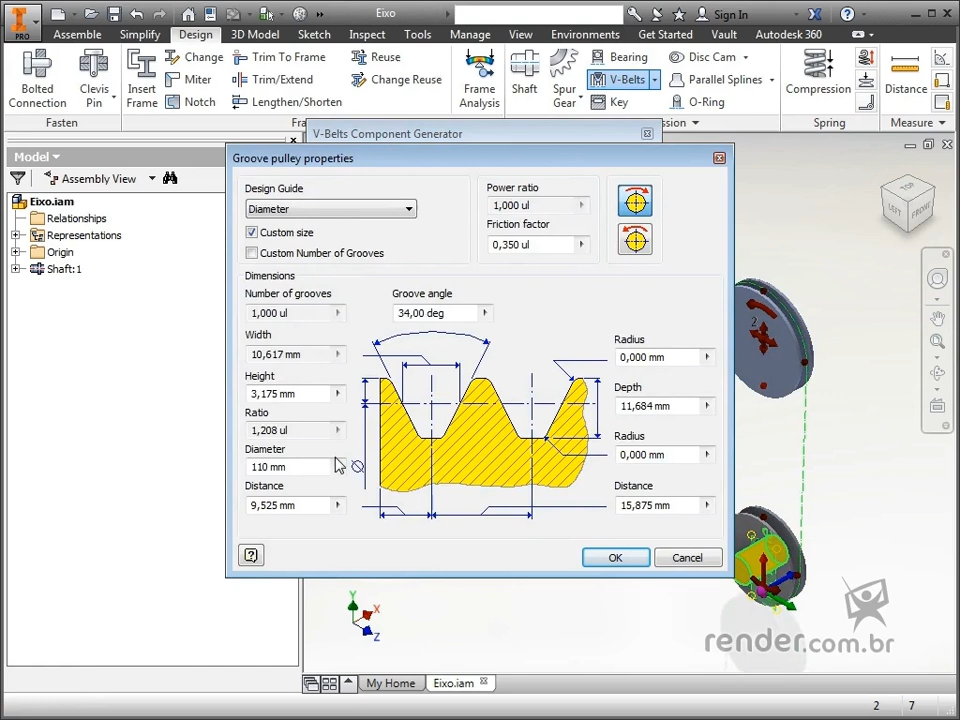 PRO
Eixo
Sign In
Assemble Simplify Design 3D Model Sketch Inspect Tools Manage View Environments Get Started Vault Autodesk 360
Bolted Connection
Clevis Pin
Insert Frame
Change
Miter
Notch
Trim To Frame
Trim/Extend
Lengthen/Shorten
Reuse
Change Reuse
Frame Analysis
Shaft
Spur Gear
Bearing
V-Belts
Key
Disc Cam
Parallel Splines
O-Ring
Compression
Distance
Fasten
Spring
Measure
V-Belts Component Generator
Model
Assembly View
Eixo.iam
Relationships
Representations
Origin
Shaft:1
Groove pulley properties
Design Guide
Diameter
Custom size
Custom Number of Grooves
Power ratio
1,000 ul
Friction factor
0,350 ul
Dimensions
Number of grooves
1,000 ul
Groove angle
34,00 deg
Width
10,617 mm
Height
3,175 mm
Ratio
1,208 ul
Diameter
110 mm
Distance
9,525 mm
Radius
0,000 mm
Depth
11,684 mm
Radius
0,000 mm
Distance
15,875 mm
OK
Cancel
TOP
LEFT
FRONT
2
Y
X
Z
render.com.br
My Home
Eixo.iam
2 7